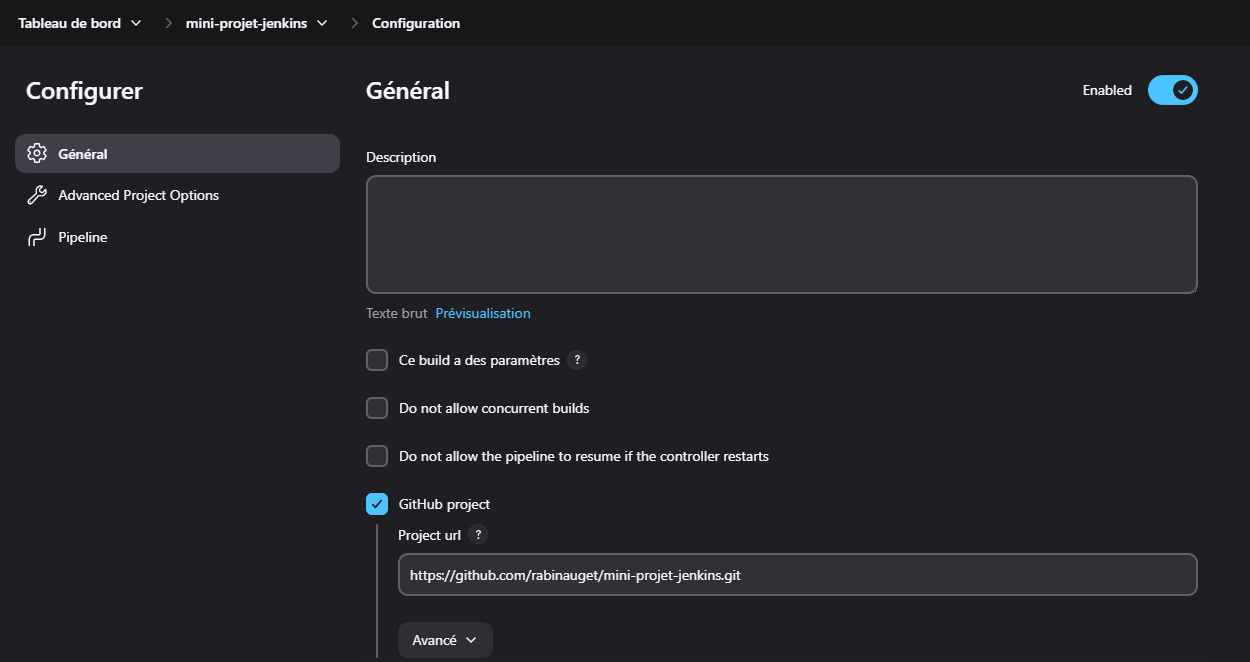 Tableau de bord > mini-projet-jenkins > Configuration
Configurer
Général
Advanced Project Options
Pipeline
Général
Enabled
Description
Texte brut Prévisualisation
Ce build a des paramètres ?
Do not allow concurrent builds
Do not allow the pipeline to resume if the controller restarts
GitHub project
Project url ?
https://github.com/rabinauget/mini-projet-jenkins.git
Avancé